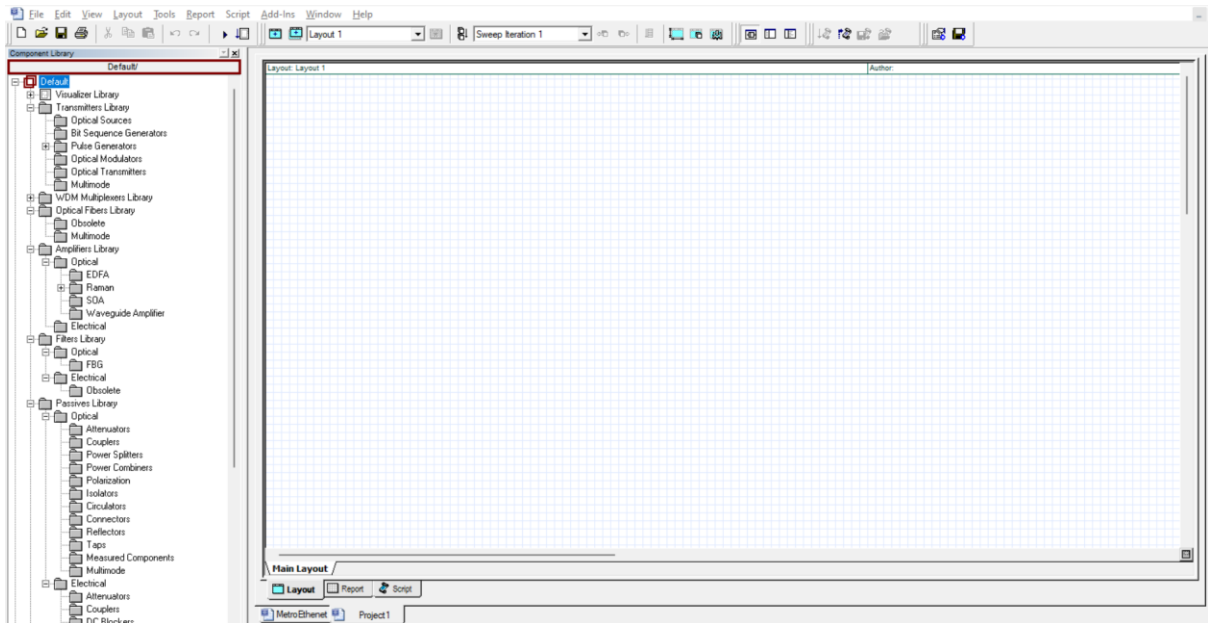 File Edit View Layout Tools Report Script Add-Ins Window Help
Layout 1 Sweep Iteration 1
Component Library
Default/
Layout: Layout 1 Author:
Default
Visualizer Library
Transmitters Library
Optical Sources
Bit Sequence Generators
Pulse Generators
Optical Modulators
Optical Transmitters
Multimode
WDM Multiplexers Library
Optical Fibers Library
Obsolete
Multimode
Amplifiers Library
Optical
EDFA
Raman
SOA
Waveguide Amplifier
Electrical
Filters Library
Optical
FBG
Electrical
Obsolete
Passives Library
Optical
Attenuators
Couplers
Power Splitters
Power Combiners
Polarization
Isolators
Circulators
Connectors
Reflectors
Taps
Measured Components
Multimode
Electrical
Attenuators
Couplers
DC Blockers
Main Layout
Layout Report Script
MetroEthenet Project1